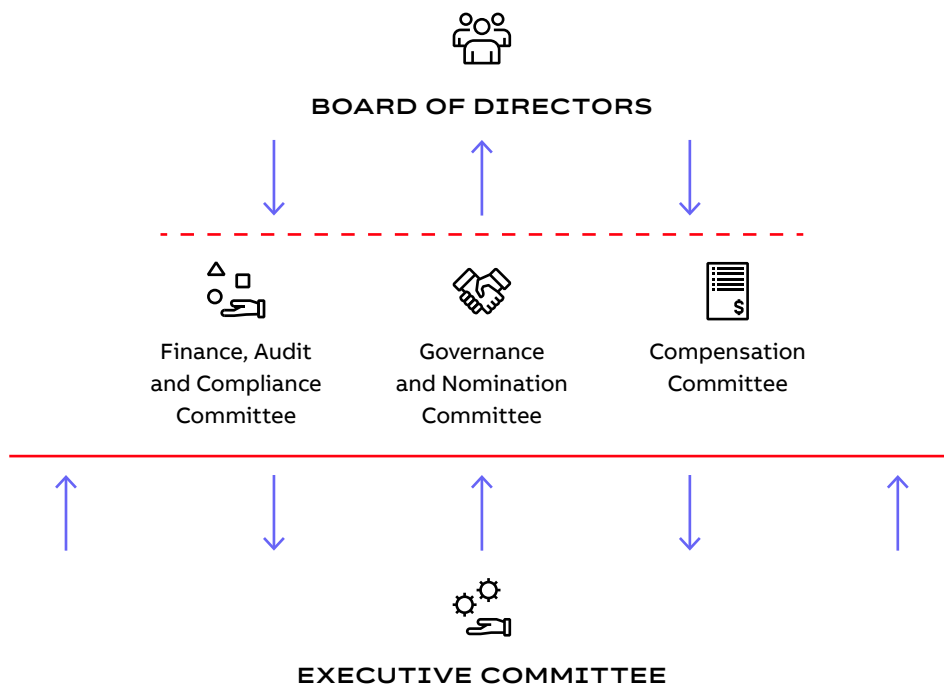 BOARD OF DIRECTORS
Finance, Audit
and Compliance
Committee
Governance
and Nomination
Committee
$
Compensation
Committee
EXECUTIVE COMMITTEE